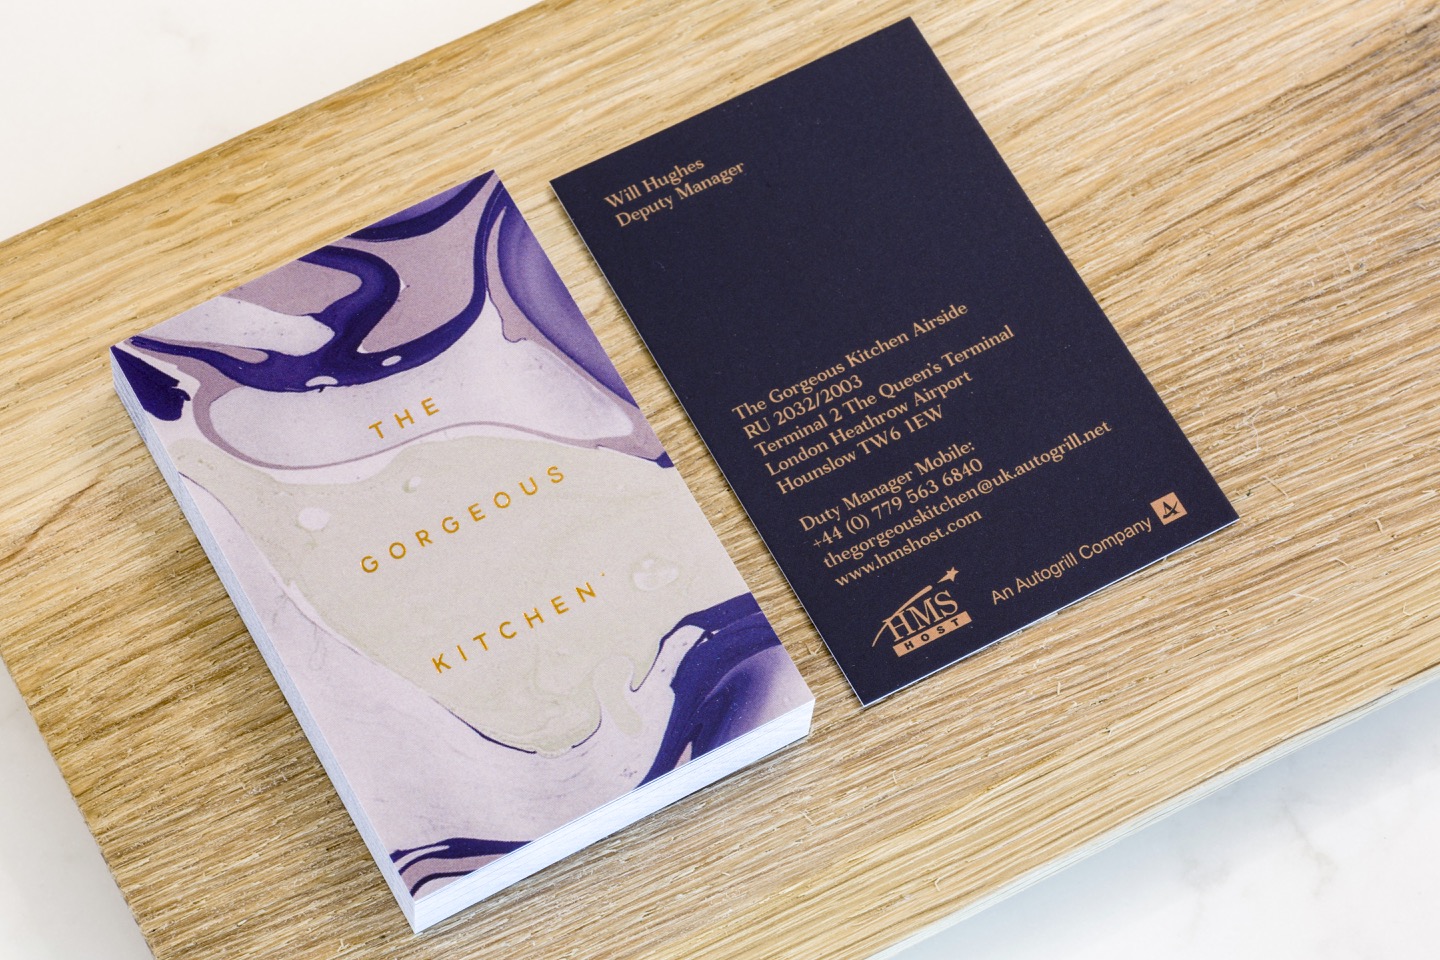 THE
GORGEOUS
KITCHEN
Will Hughes
Deputy Manager
The Gorgeous Kitchen Airside
RU 2032/2003
Terminal 2 The Queen's Terminal
London Heathrow Airport
Hounslow TW6 1EW
Duty Manager Mobile:
+44 (0) 779 563 6840
thegorgeouskitchen@uk.autogrill.net
www.hmshost.com
HMS
HOST
An Autogrill Company